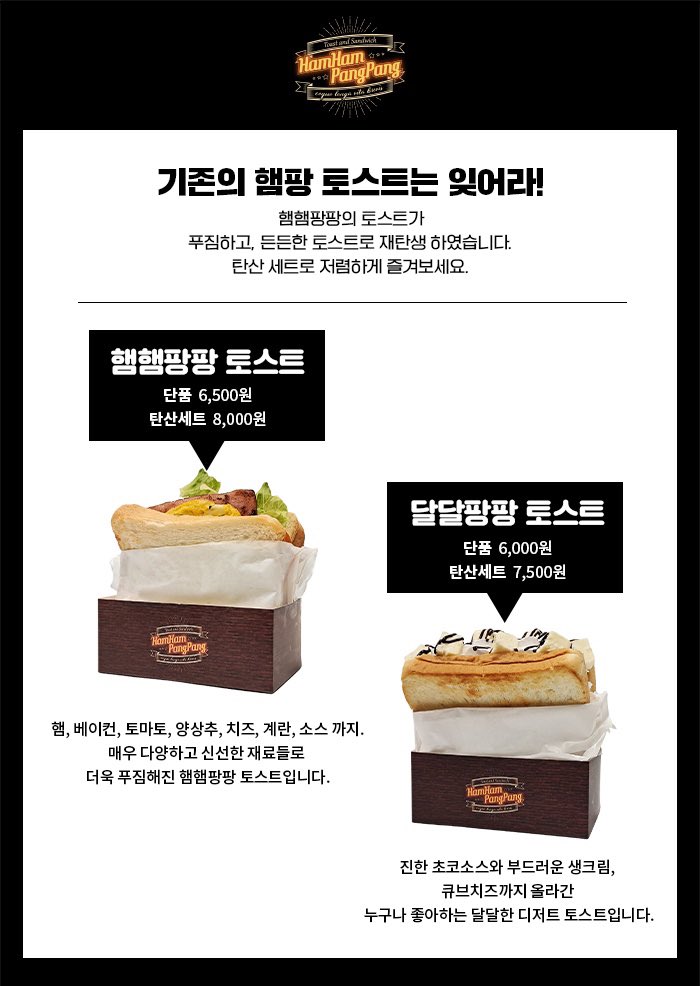 Toast and Sandwich
HamHam
PangPang
기존의 햄팡 토스트는 잊어라!
햄햄팡팡의 토스트가
푸짐하고, 든든한 토스트로 재탄생 하였습니다.
탄산 세트로 저렴하게 즐겨보세요.
햄햄팡팡 토스트
단품 6,500원
탄산세트 8,000원
HamHam
PangPang
햄, 베이컨, 토마토, 양상추, 치즈, 계란, 소스 까지.
매우 다양하고 신선한 재료들로
더욱 푸짐해진 햄햄팡팡 토스트입니다.
달달팡팡 토스트
단품 6,000원
탄산세트 7,500원
HamHam
PangPang
진한 초코소스와 부드러운 생크림,
큐브치즈까지 올라간
누구나 좋아하는 달달한 디저트 토스트입니다.